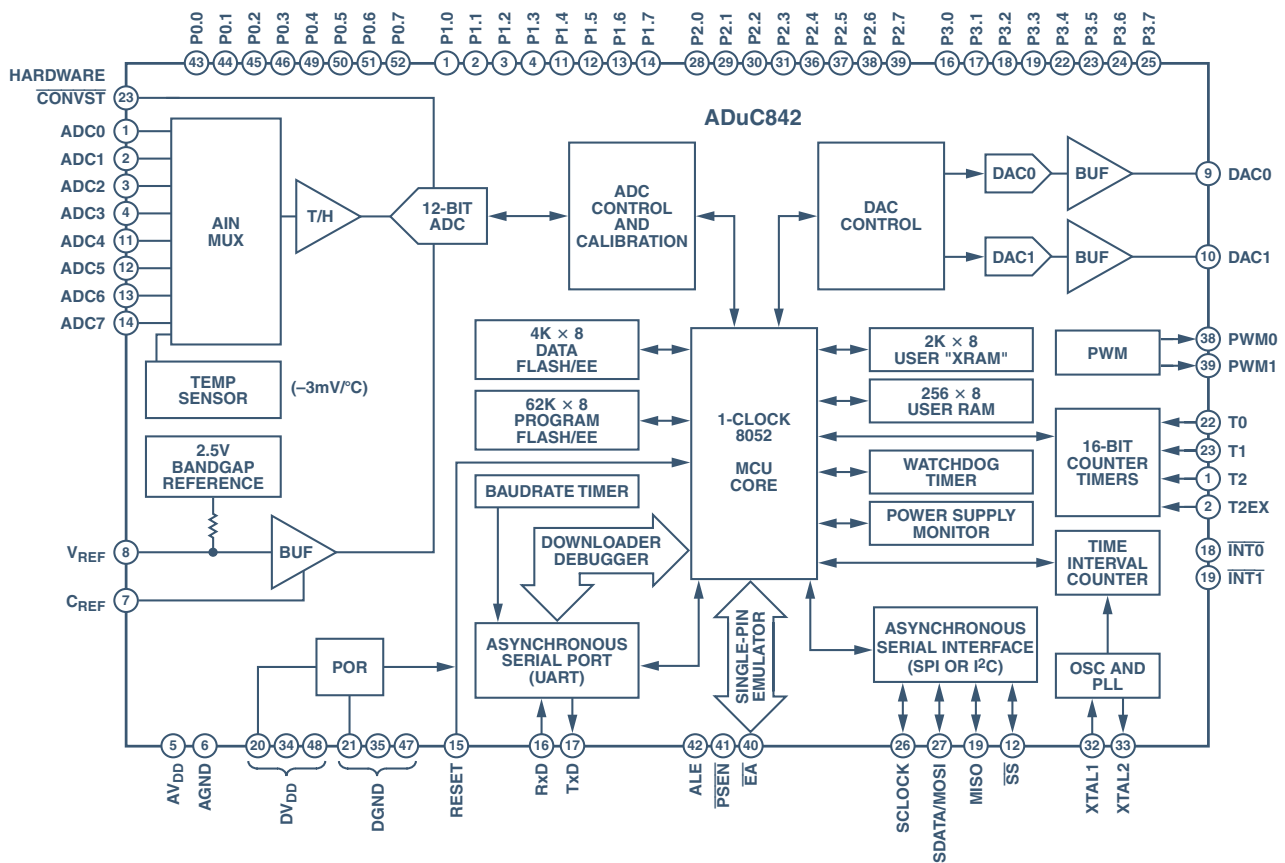 P0.0 P0.1 P0.2 P0.3 P0.4 P0.5 P0.6 P0.7 P1.0 P1.1 P1.2 P1.3 P1.4 P1.5 P1.6 P1.7 P2.0 P2.1 P2.2 P2.3 P2.4 P2.5 P2.6 P2.7 P3.0 P3.1 P3.2 P3.3 P3.4 P3.5 P3.6 P3.7
43 44 45 46 49 50 51 52 1 2 3 4 11 12 13 14 28 29 30 31 36 37 38 39 16 17 18 19 22 23 24 25
HARDWARE
CONVST 23
ADuC842
ADC0 1
ADC1 2
ADC2 3
ADC3 4
ADC4 11
ADC5 12
ADC6 13
ADC7 14
AIN
MUX
T/H
12-BIT
ADC
ADC
CONTROL
AND
CALIBRATION
DAC
CONTROL
DAC0
BUF
9 DAC0
DAC1
BUF
10 DAC1
TEMP
SENSOR
(–3mV/°C)
4K × 8
DATA
FLASH/EE
62K × 8
PROGRAM
FLASH/EE
1-CLOCK
8052
MCU
CORE
2K × 8
USER "XRAM"
256 × 8
USER RAM
WATCHDOG
TIMER
POWER SUPPLY
MONITOR
PWM
38 PWM0
39 PWM1
16-BIT
COUNTER
TIMERS
22 T0
23 T1
1 T2
2 T2EX
18 INT0
19 INT1
TIME
INTERVAL
COUNTER
2.5V
BANDGAP
REFERENCE
VREF 8
BUF
CREF 7
BAUDRATE TIMER
DOWNLOADER
DEBUGGER
POR
ASYNCHRONOUS
SERIAL PORT
(UART)
SINGLE-PIN
EMULATOR
ASYNCHRONOUS
SERIAL INTERFACE
(SPI OR I2C)
OSC AND
PLL
5 6 20 34 48 21 35 47 15 16 17 42 41 40 26 27 19 12 32 33
AVDD AGND DVDD DGND RESET RxD TxD ALE PSEN EA SCLOCK SDATA/MOSI MISO SS XTAL1 XTAL2